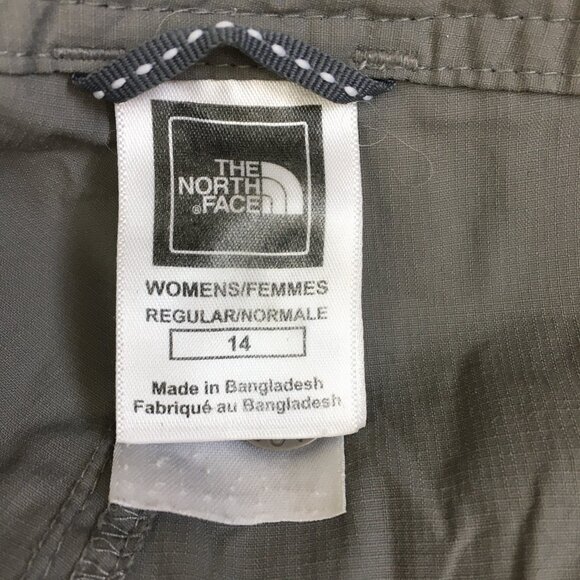 THE
NORTH
®FACE
WOMENS/FEMMES
REGULAR/NORMALE
14
Made in Bangladesh
Fabriqué au Bangladesh